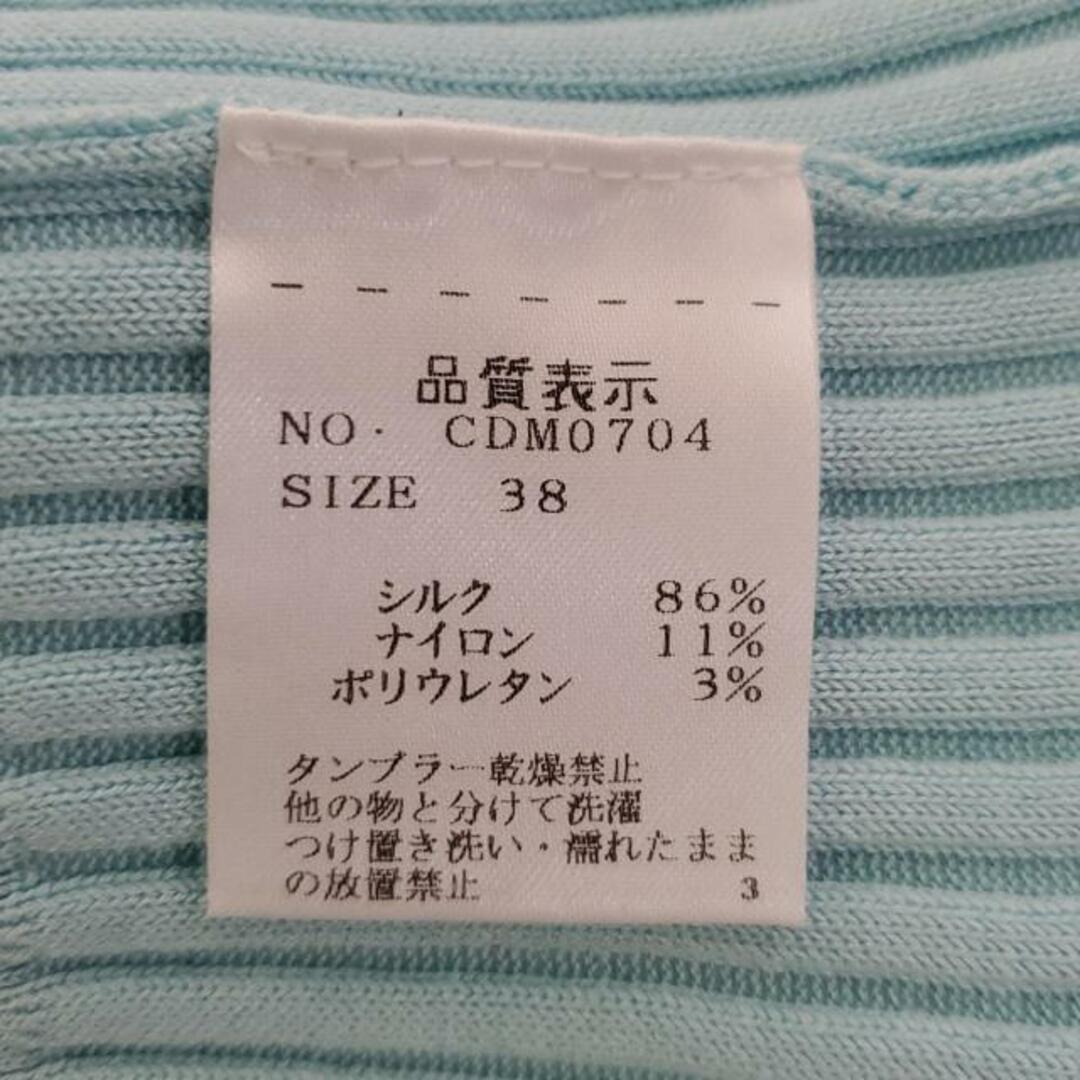 品質表示
NO. CDM0704
SIZE 38
シルク 86%
ナイロン 11%
ポリウレタン 3%
タンブラー乾燥禁止
他の物と分けて洗濯
つけ置き洗い・濡れたまま
の放置禁止 3